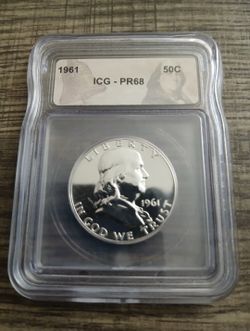 1961 50C
ICG - PR68
LIBERTY
1961
IN GOD WE TRUST